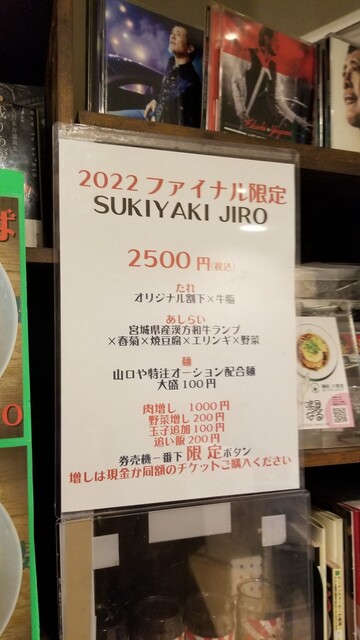 2022 ファイナル限定
SUKIYAKI JIRO
2500円(税込)
たれ
オリジナル割下×牛脂
あしらい
宮城県産漢方和牛ランプ
×春菊×焼豆腐×エリンギ×野菜
麺
山口や特注オーション配合麺
大盛100円
肉増し 1000円
野菜増し200円
玉子追加100円
追い飯200円
券売機一番下 限定ボタン
増しは現金か同額のチケットご購入ください
ば
0